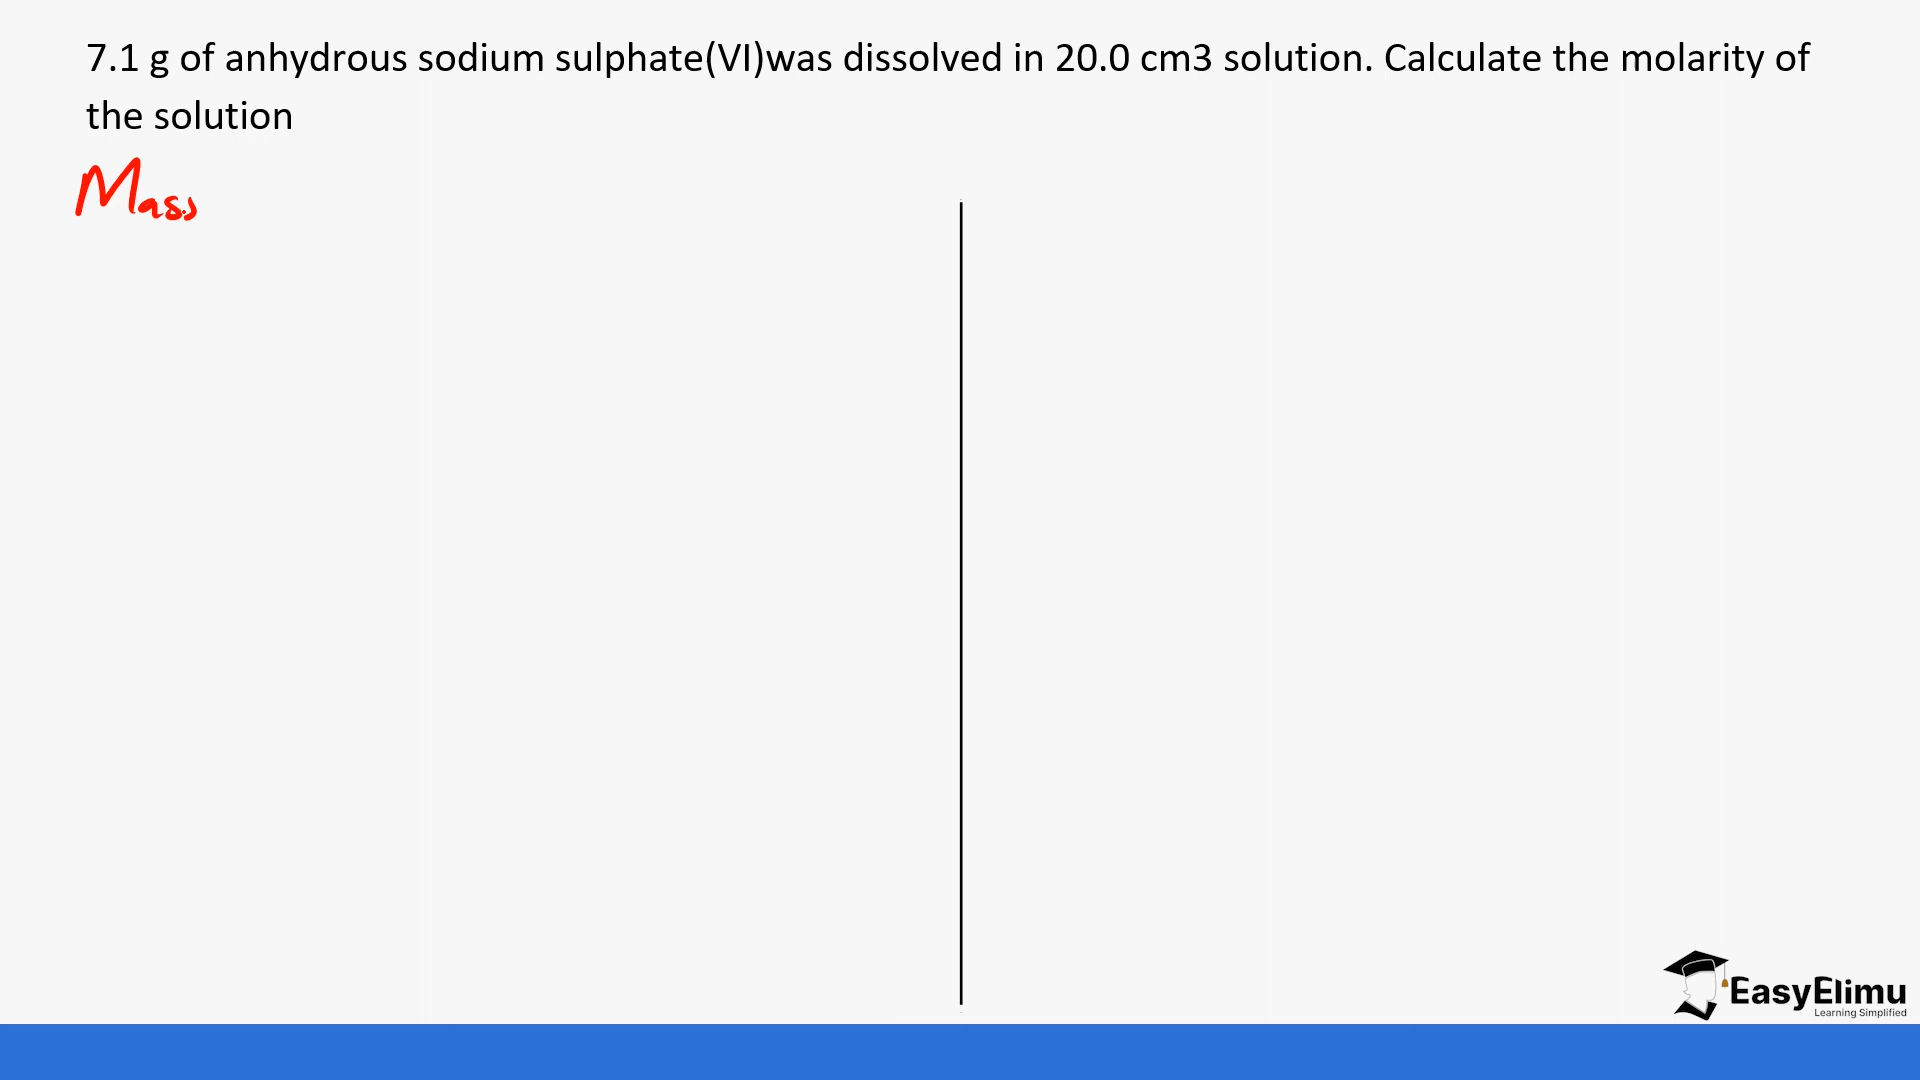 7.1 g of anhydrous sodium sulphate(VI)was dissolved in 20.0 cm3 solution. Calculate the molarity of
the solution
Mass
EasyElimu
Learning Simplified